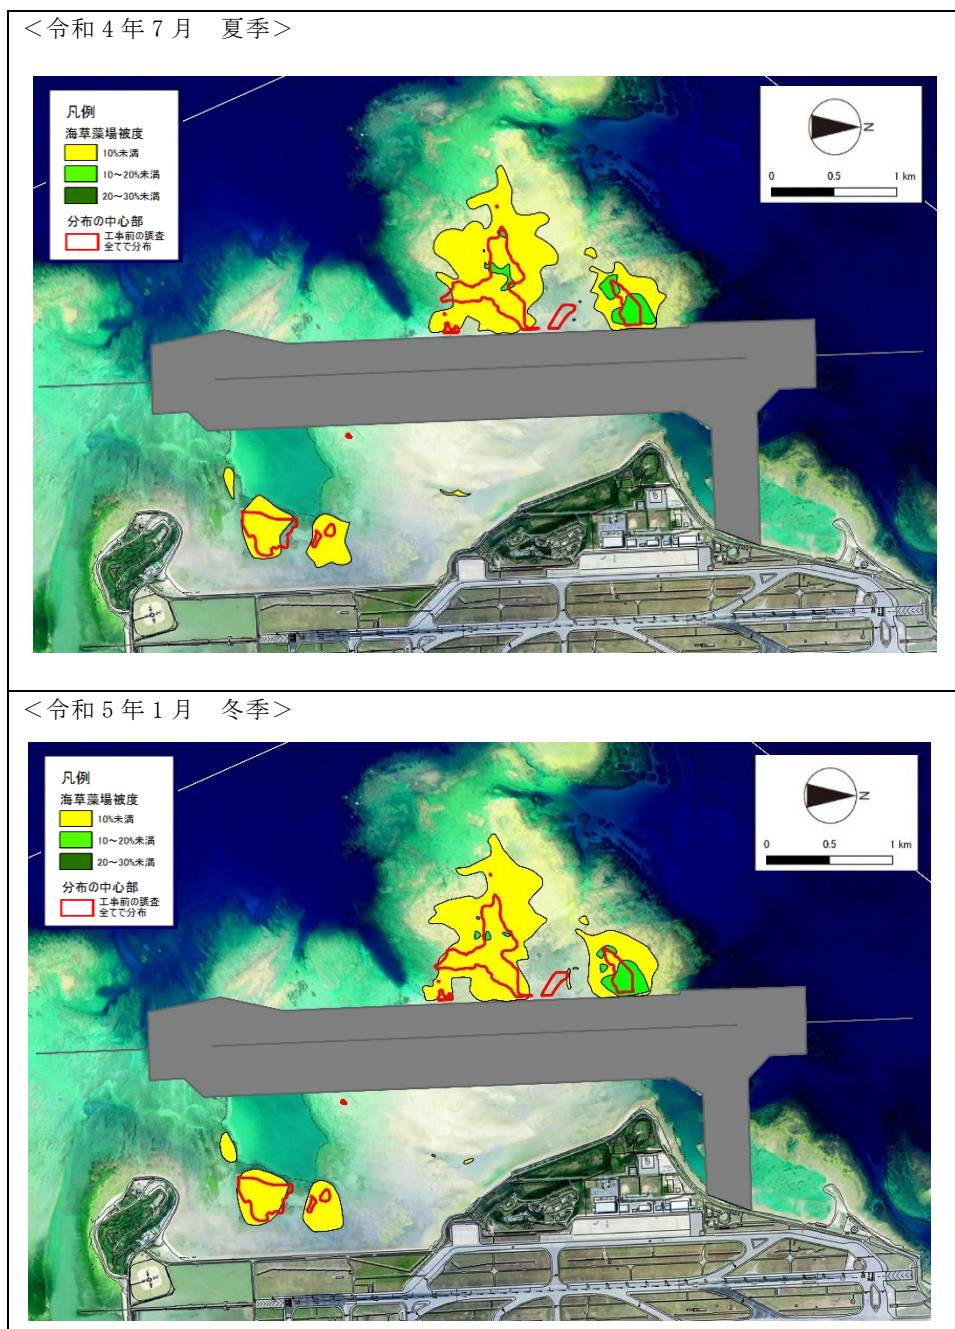 ＜令和4年7月　夏季＞
凡例
海草藻場被度
10%未満
10～20%未満
20～30%未満
分布の中心部
工事前の調査
全てで分布
N
0 0.5 1 km
＜令和5年1月　冬季＞
凡例
海草藻場被度
10%未満
10～20%未満
20～30%未満
分布の中心部
工事前の調査
全てで分布
N
0 0.5 1 km